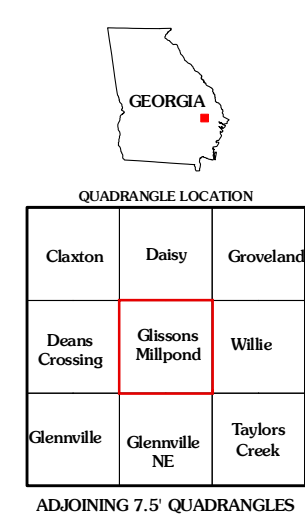 GEORGIA
QUADRANGLE LOCATION
Claxton Daisy Groveland
Deans Crossing Glissons Millpond Willie
Glennville Glennville NE Taylors Creek
ADJOINING 7.5' QUADRANGLES